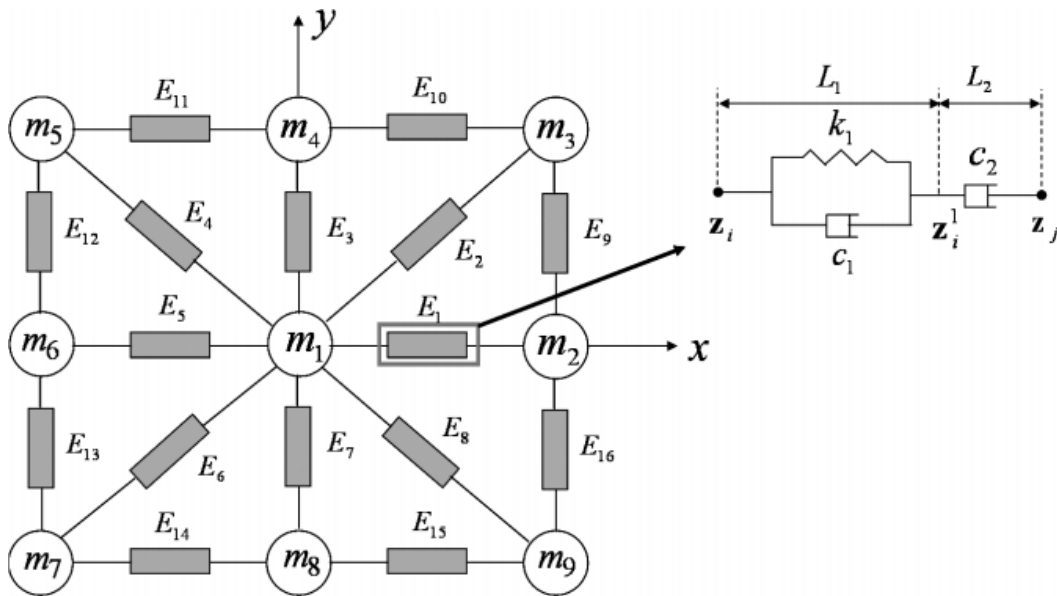 y
E₁₁ E₁₀
m₅ m₄ m₃
E₁₂ E₄ E₃ E₂ E₉
E₅ E₁
m₆ m₁ m₂ x
E₁₃ E₆ E₇ E₈ E₁₆
E₁₄ E₁₅
m₇ m₈ m₉
L₁ L₂
k₁
c₂
zᵢ zᵢ¹ zⱼ
c₁